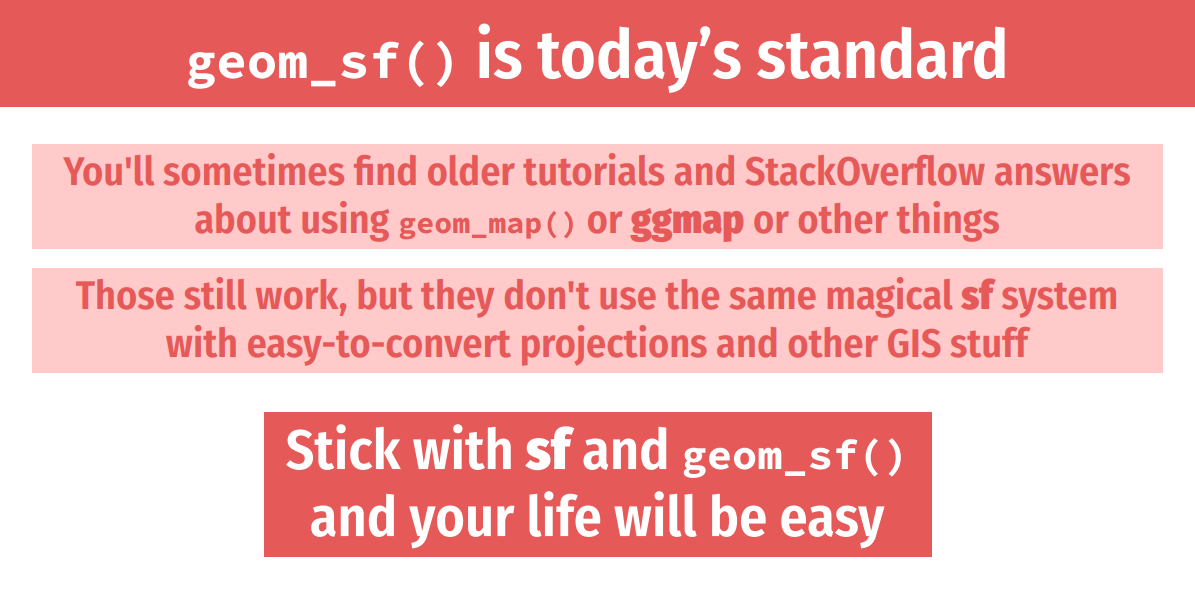 geom_sf() is today’s standard
You'll sometimes find older tutorials and StackOverflow answers
about using geom_map() or ggmap or other things
Those still work, but they don't use the same magical sf system
with easy-to-convert projections and other GIS stuff
Stick with sf and geom_sf()
and your life will be easy